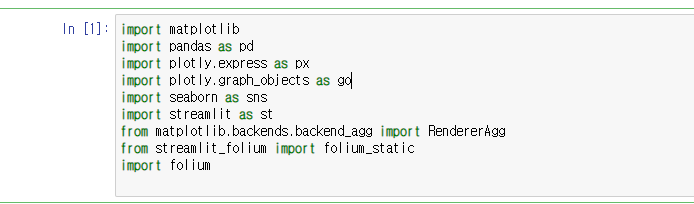 In [1]:
import matplotlib
import pandas as pd
import plotly.express as px
import plotly.graph_objects as go
import seaborn as sns
import streamlit as st
from matplotlib.backends.backend_agg import RendererAgg
from streamlit_folium import folium_static
import folium